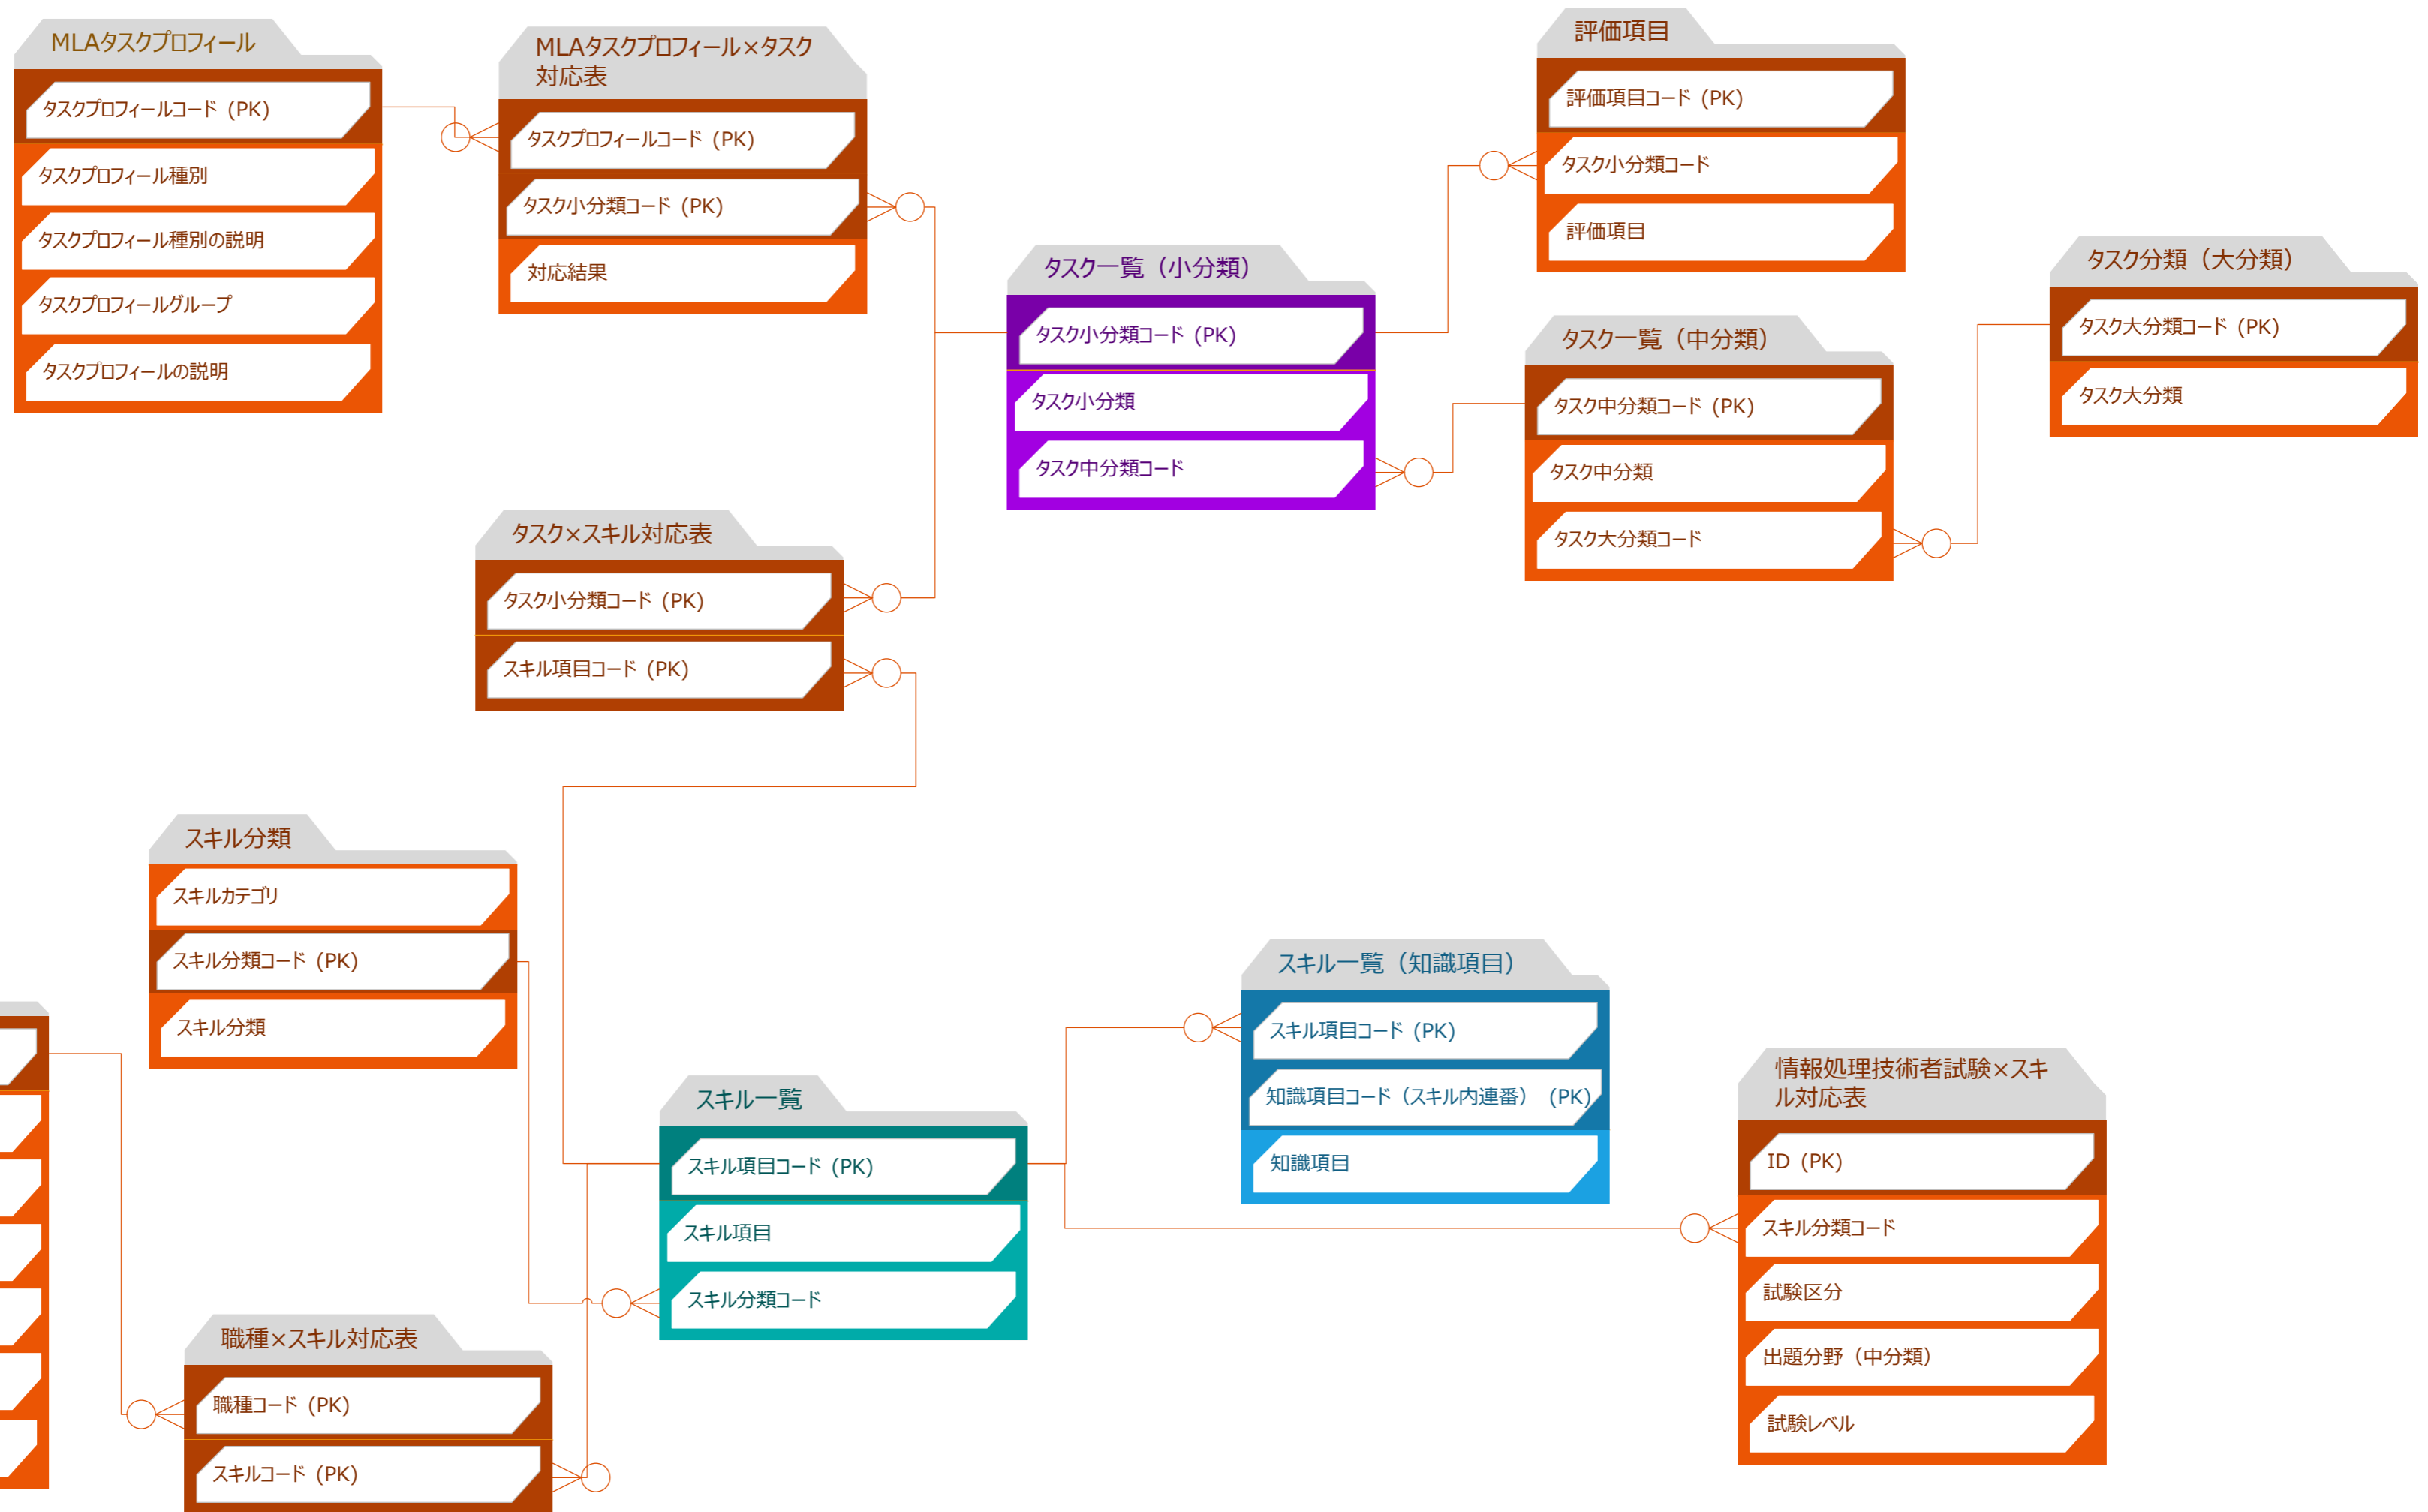 MLAタスクプロフィール
タスクプロフィールコード (PK)
タスクプロフィール種別
タスクプロフィール種別の説明
タスクプロフィールグループ
タスクプロフィールの説明
MLAタスクプロフィール×タスク
対応表
タスクプロフィールコード (PK)
タスク小分類コード (PK)
対応結果
タスク一覧（小分類）
タスク小分類コード (PK)
タスク小分類
タスク中分類コード
評価項目
評価項目コード (PK)
タスク小分類コード
評価項目
タスク一覧（中分類）
タスク中分類コード (PK)
タスク中分類
タスク大分類コード
タスク分類（大分類）
タスク大分類コード (PK)
タスク大分類
タスク×スキル対応表
タスク小分類コード (PK)
スキル項目コード (PK)
スキル分類
スキルカテゴリ
スキル分類コード (PK)
スキル分類
スキル一覧
スキル項目コード (PK)
スキル項目
スキル分類コード
スキル一覧（知識項目）
スキル項目コード (PK)
知識項目コード（スキル内連番） (PK)
知識項目
情報処理技術者試験×スキ
ル対応表
ID (PK)
スキル分類コード
試験区分
出題分野（中分類）
試験レベル
職種×スキル対応表
職種コード (PK)
スキルコード (PK)